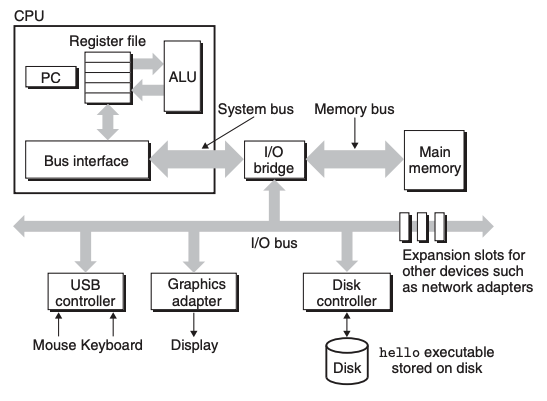 CPU
Register file
PC
ALU
System bus
Memory bus
Bus interface
I/O
bridge
Main
memory
I/O bus
Expansion slots for
other devices such
as network adapters
USB
controller
Graphics
adapter
Disk
controller
Mouse Keyboard
Display
Disk
hello executable
stored on disk